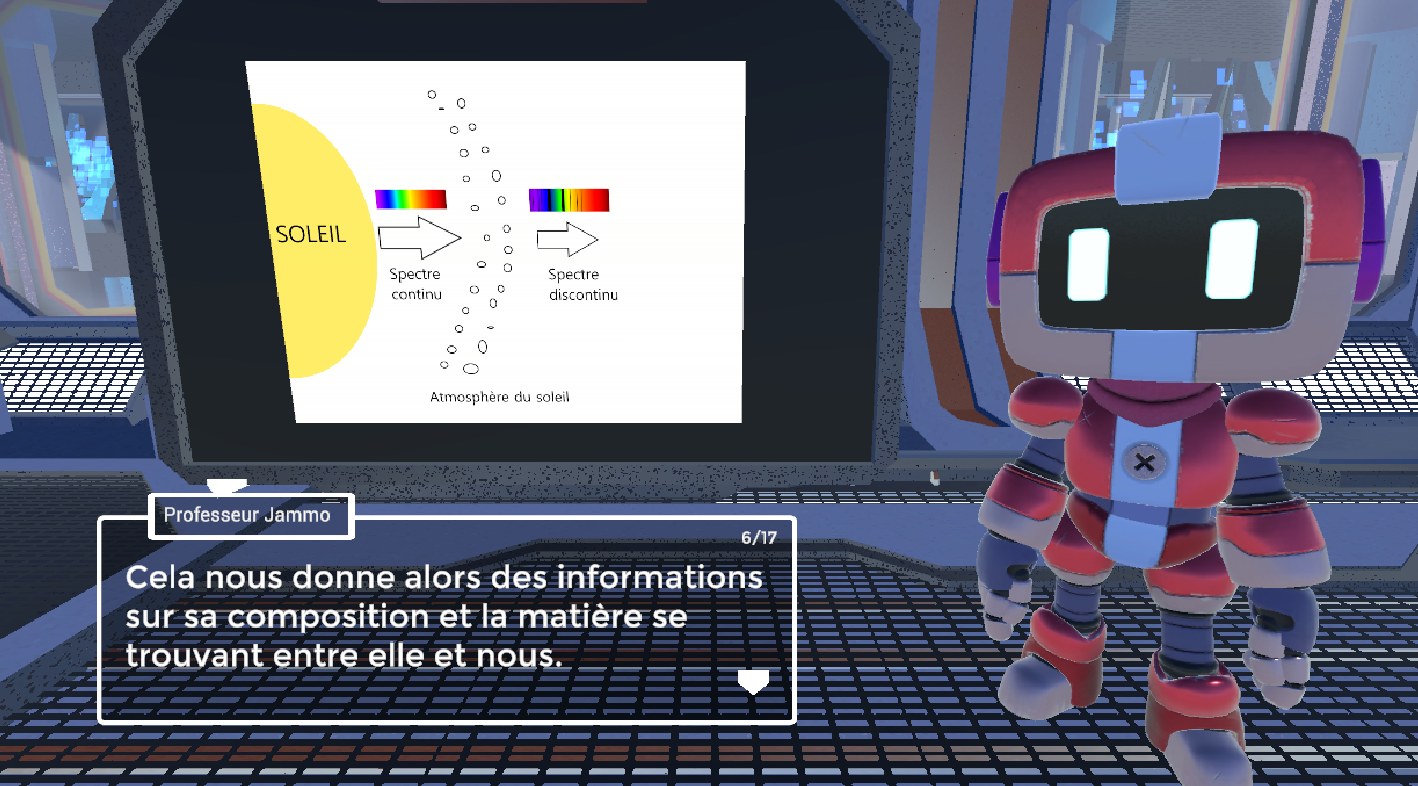 SOLEIL
Spectre
continu
Spectre
discontinu
Atmosphère du soleil
Professeur Jammo
6/17
Cela nous donne alors des informations
sur sa composition et la matière se
trouvant entre elle et nous.